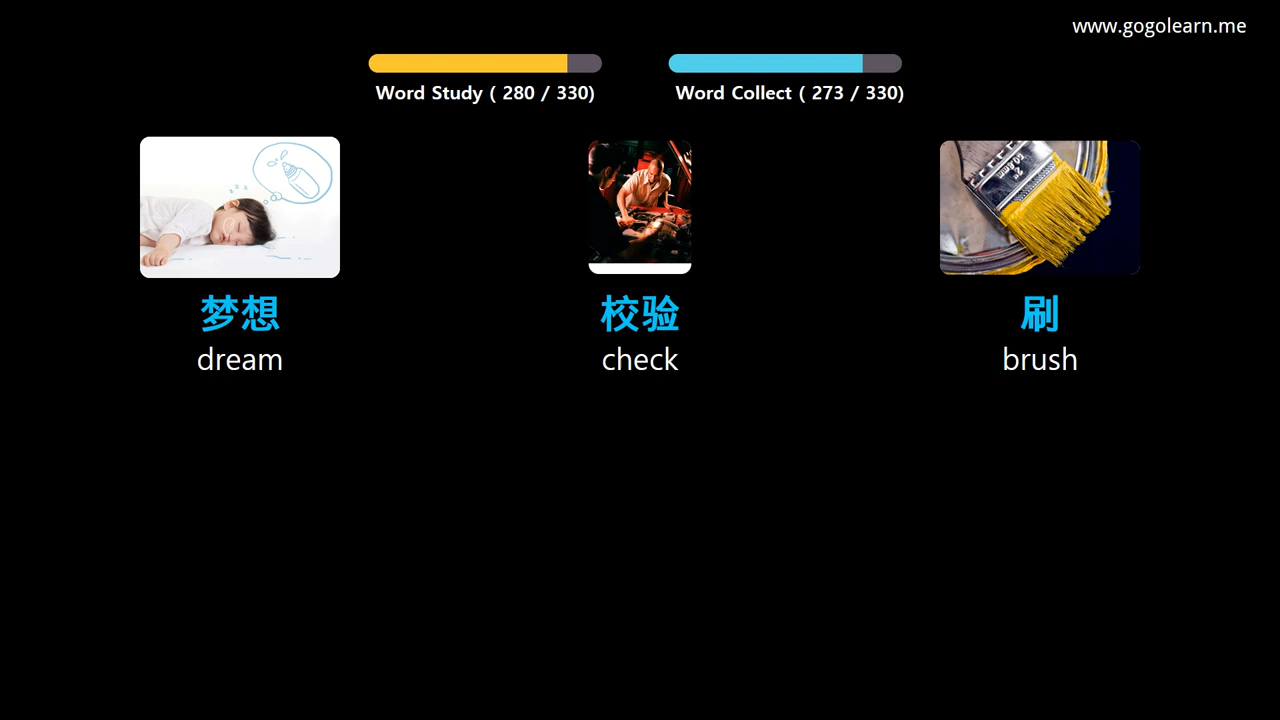 www.gogolearn.me
Word Study ( 280 / 330)
Word Collect ( 273 / 330)
梦想
dream
校验
check
刷
brush